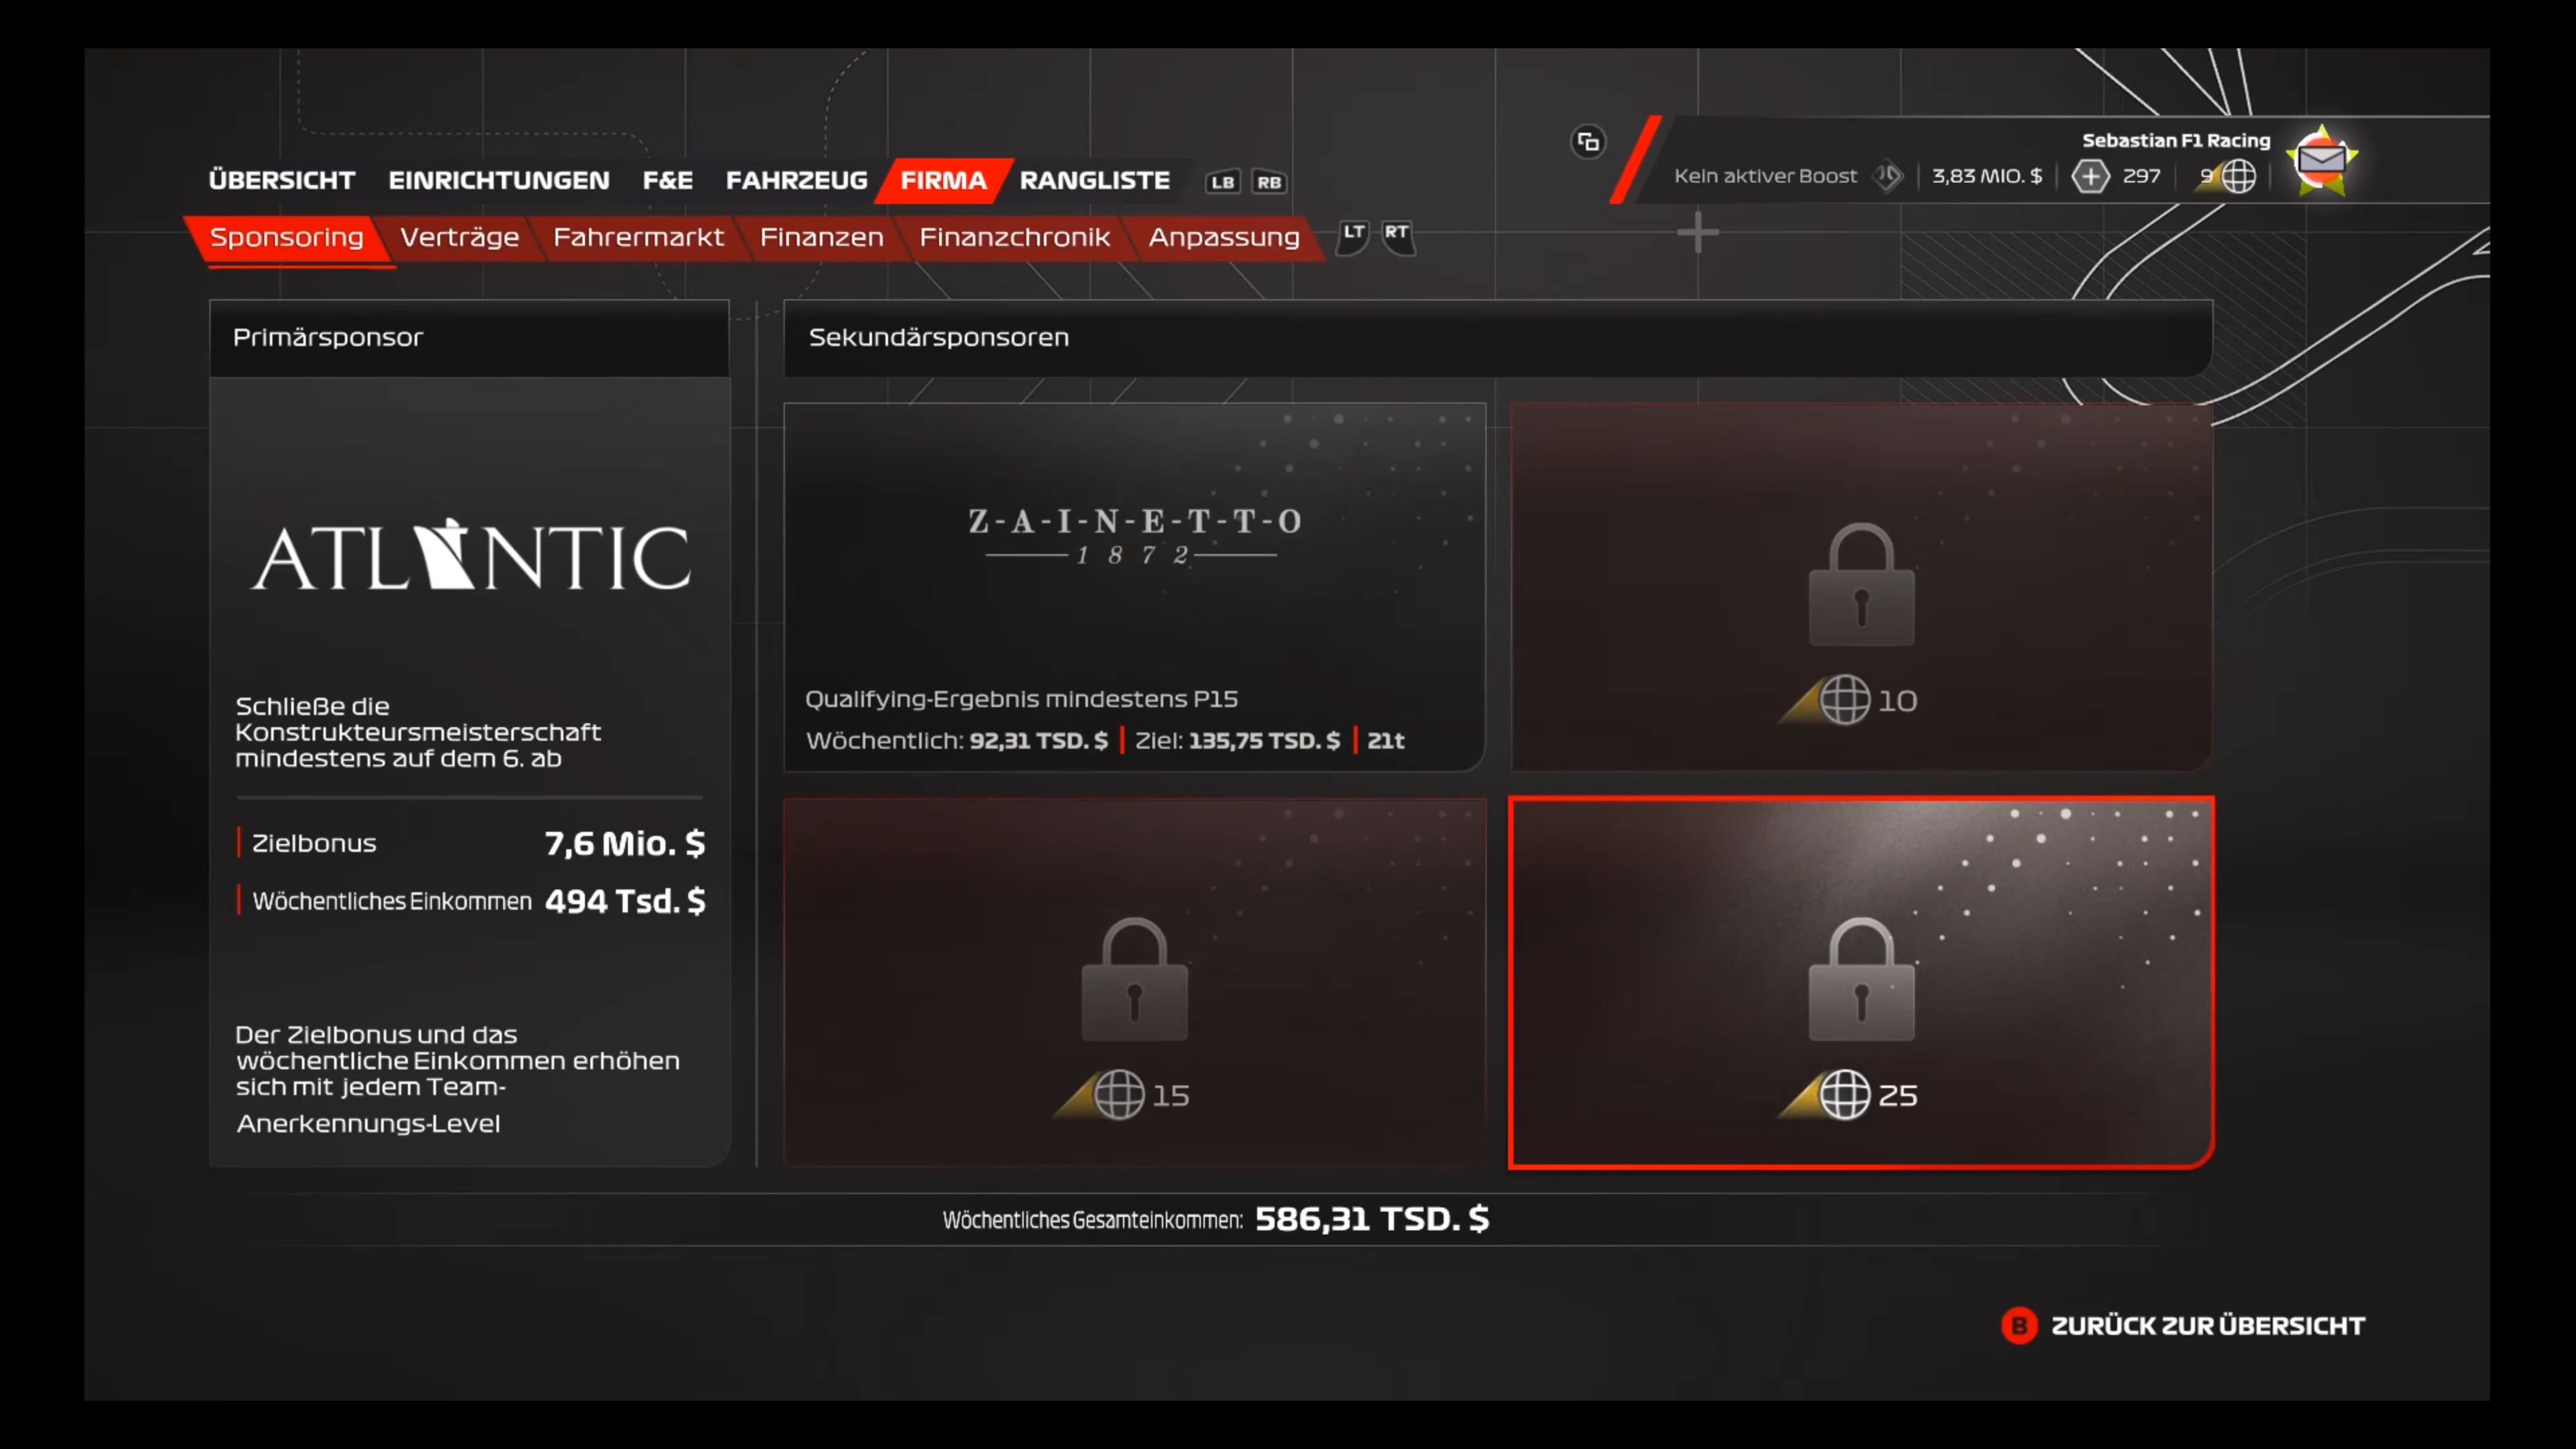 Sebastian F1 Racing
Kein aktiver Boost 3,83 MIO. $ 297 9
ÜBERSICHT EINRICHTUNGEN F&E FAHRZEUG FIRMA RANGLISTE LB RB
Sponsoring Verträge Fahrermarkt Finanzen Finanzchronik Anpassung LT RT
Primärsponsor
ATLANTIC
Schließe die
Konstrukteursmeisterschaft
mindestens auf dem 6. ab
Zielbonus 7,6 Mio. $
Wöchentliches Einkommen 494 Tsd. $
Der Zielbonus und das
wöchentliche Einkommen erhöhen
sich mit jedem Team-
Anerkennungs-Level
Sekundärsponsoren
Z-A-I-N-E-T-T-O
1872
Qualifying-Ergebnis mindestens P15
Wöchentlich: 92,31 TSD. $ | Ziel: 135,75 TSD. $ | 21t
10
15
25
Wöchentliches Gesamteinkommen: 586,31 TSD. $
B ZURÜCK ZUR ÜBERSICHT